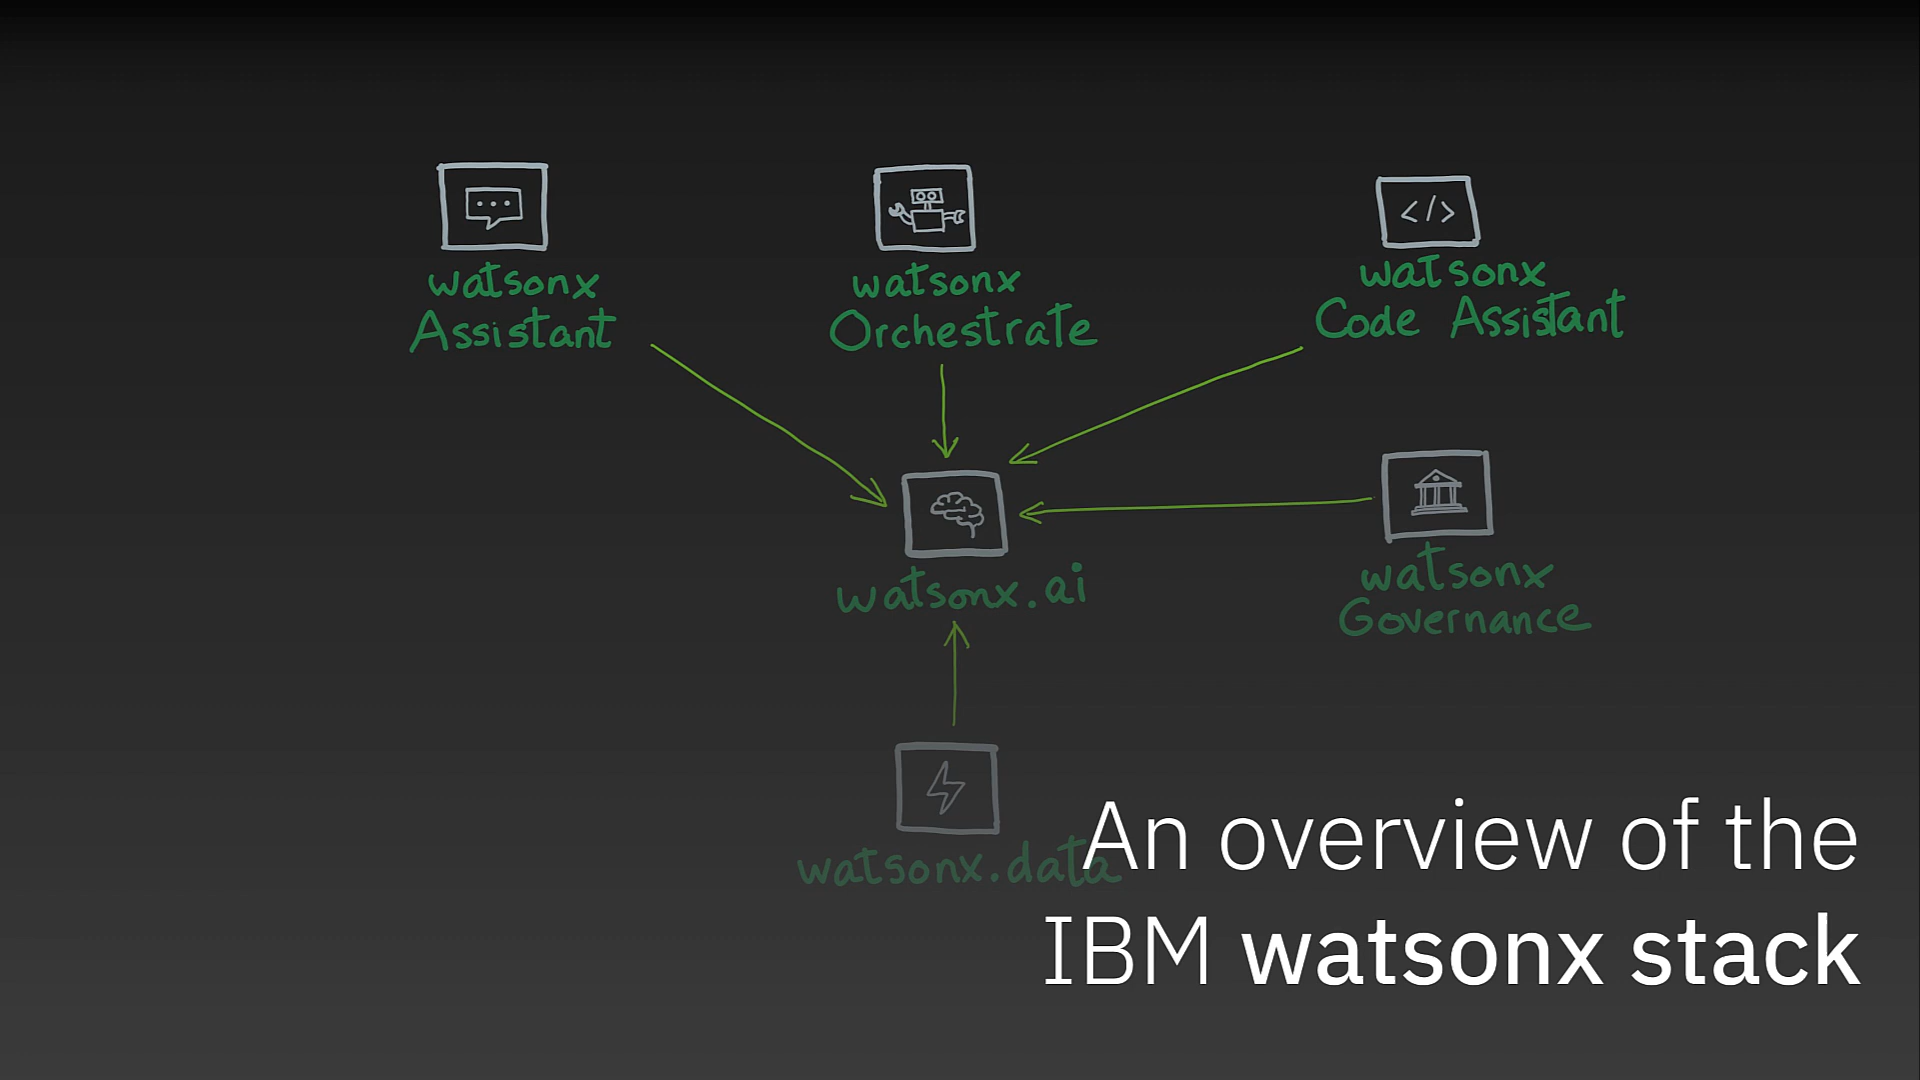 watsonx
Assistant
watsonx
Orchestrate
</>
watsonx
Code Assistant
watsonx.ai
watsonx
Governance
watsonx.data
An overview of the
IBM watsonx stack